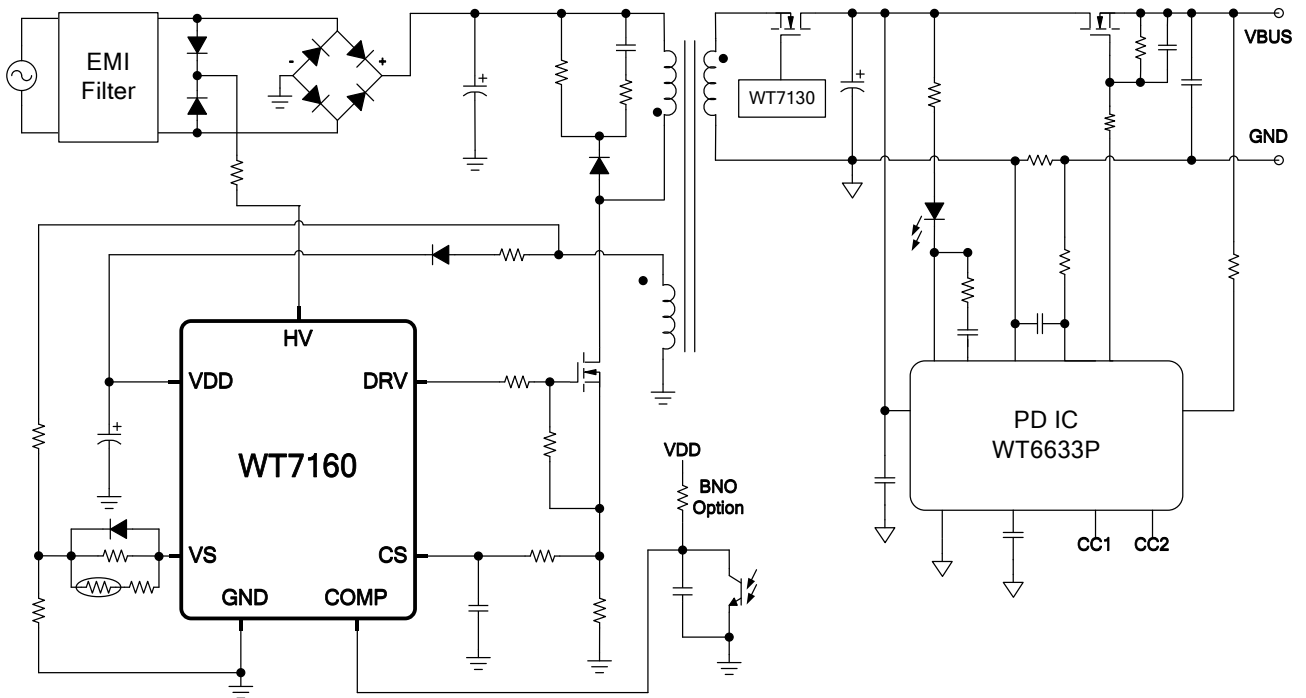 EMI
Filter
-
+
+
WT7130
+
VBUS
GND
HV
VDD
DRV
+
WT7160
VS
CS
GND
COMP
VDD
BNO
Option
PD IC
WT6633P
CC1
CC2